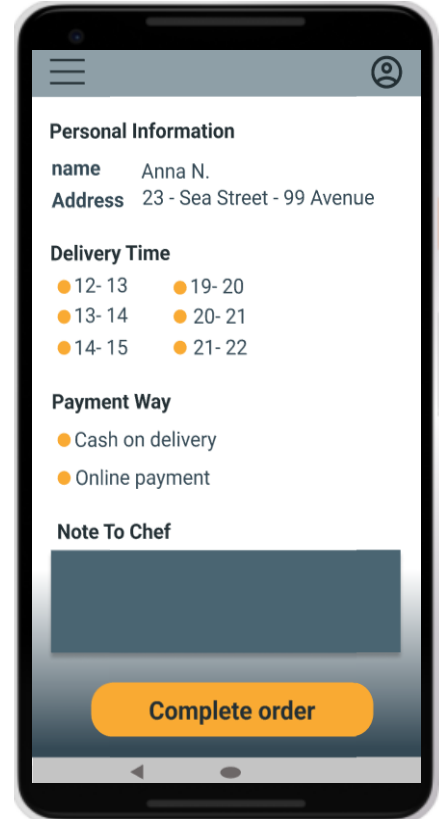 Personal Information
name Anna N.
Address 23 - Sea Street - 99 Avenue
Delivery Time
12- 13 19- 20
13- 14 20- 21
14- 15 21- 22
Payment Way
Cash on delivery
Online payment
Note To Chef
Complete order